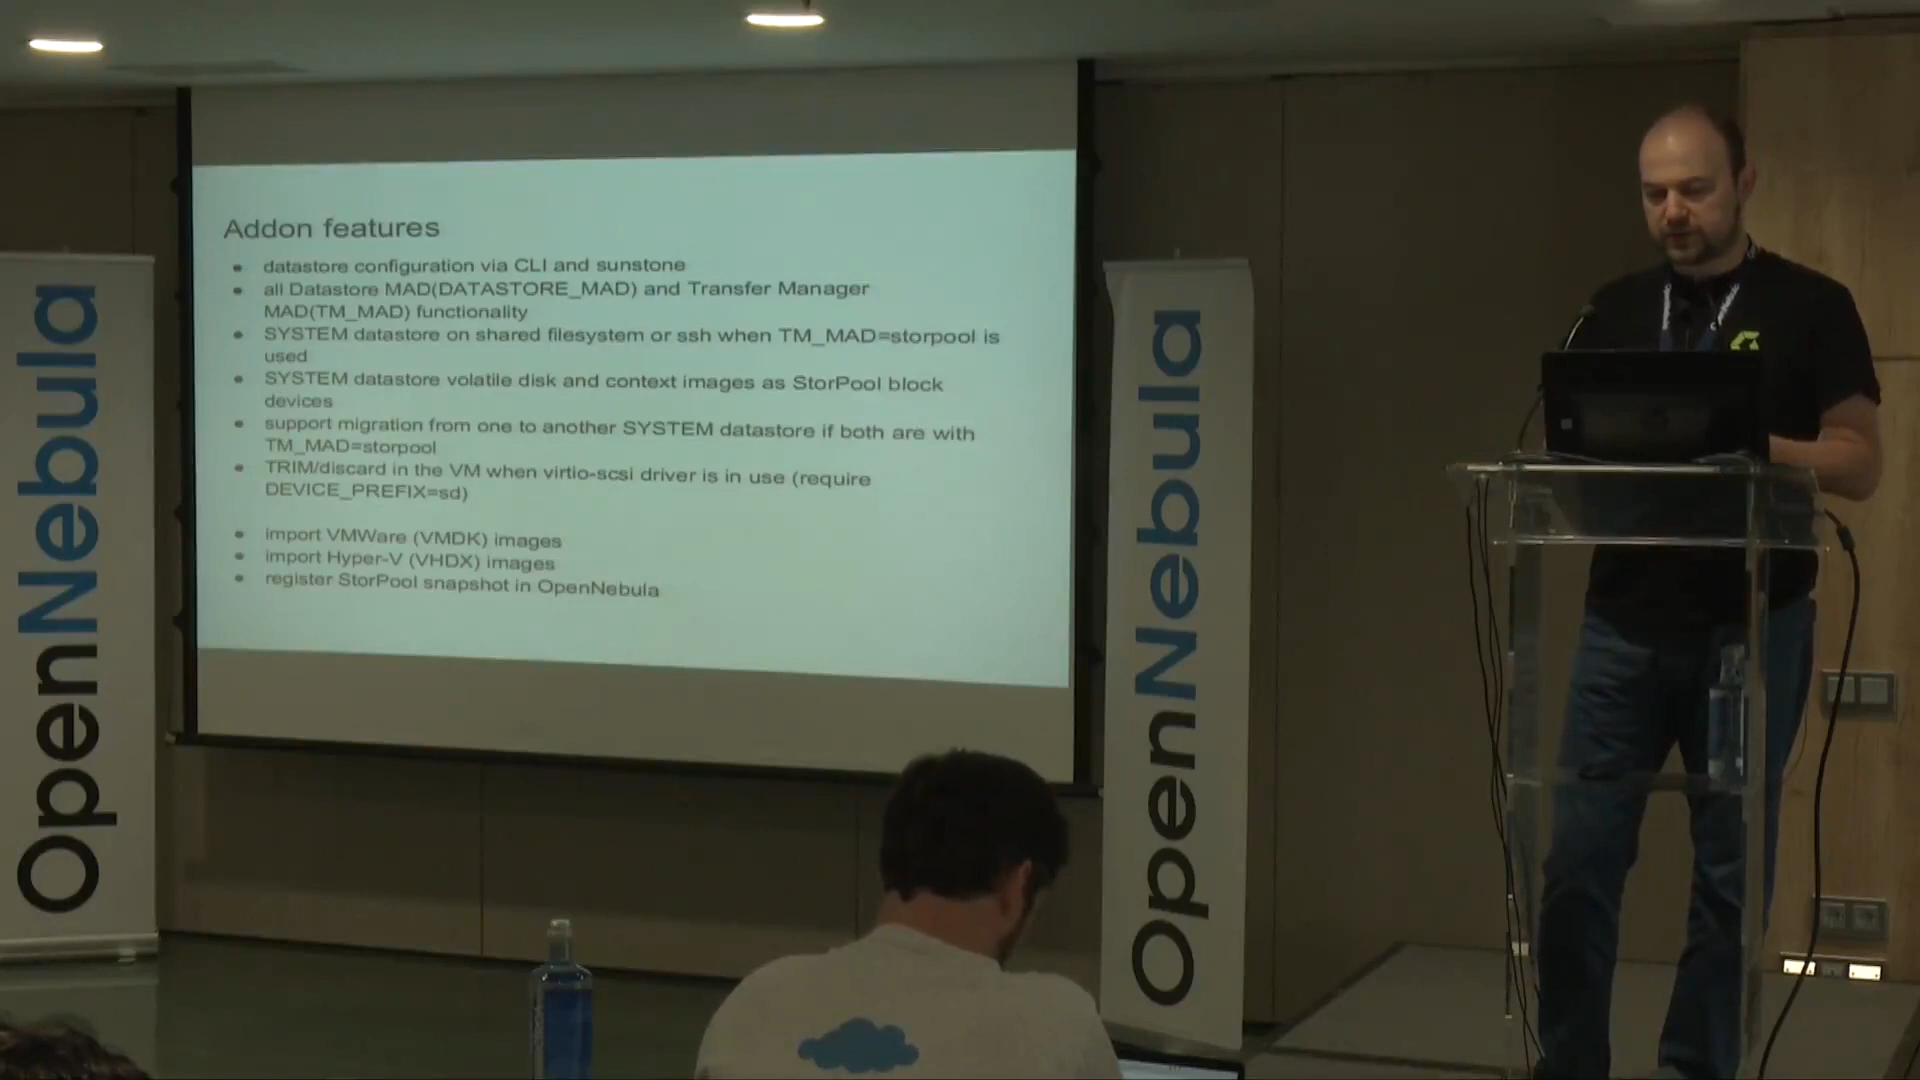 Addon features
datastore configuration via CLI and sunstone
all Datastore MAD(DATASTORE_MAD) and Transfer Manager
MAD(TM_MAD) functionality
SYSTEM datastore on shared filesystem or ssh when TM_MAD=storpool is
used
SYSTEM datastore volatile disk and context images as StorPool block
devices
support migration from one to another SYSTEM datastore if both are with
TM_MAD=storpool
TRIM/discard in the VM when virtio-scsi driver is in use (require
DEVICE_PREFIX=sd)
import VMWare (VMDK) images
import Hyper-V (VHDX) images
register StorPool snapshot in OpenNebula
OpenNebula
OpenNebula